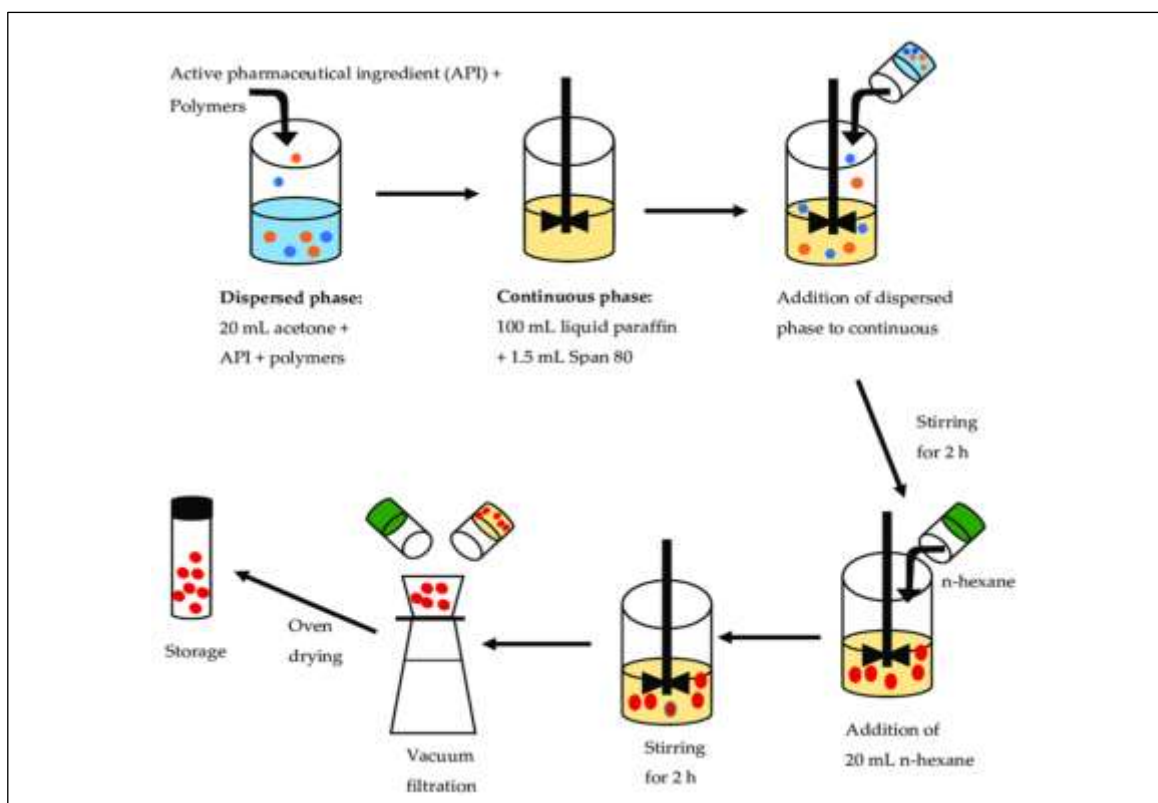 Active pharmaceutical ingredient (API) +
Polymers
Dispersed phase:
20 mL acetone +
API + polymers
Continuous phase:
100 mL liquid paraffin
+ 1.5 mL Span 80
Addition of dispersed
phase to continuous
Stirring
for 2 h
n-hexane
Addition of
20 mL n-hexane
Stirring
for 2 h
Vacuum
filtration
Oven
drying
Storage